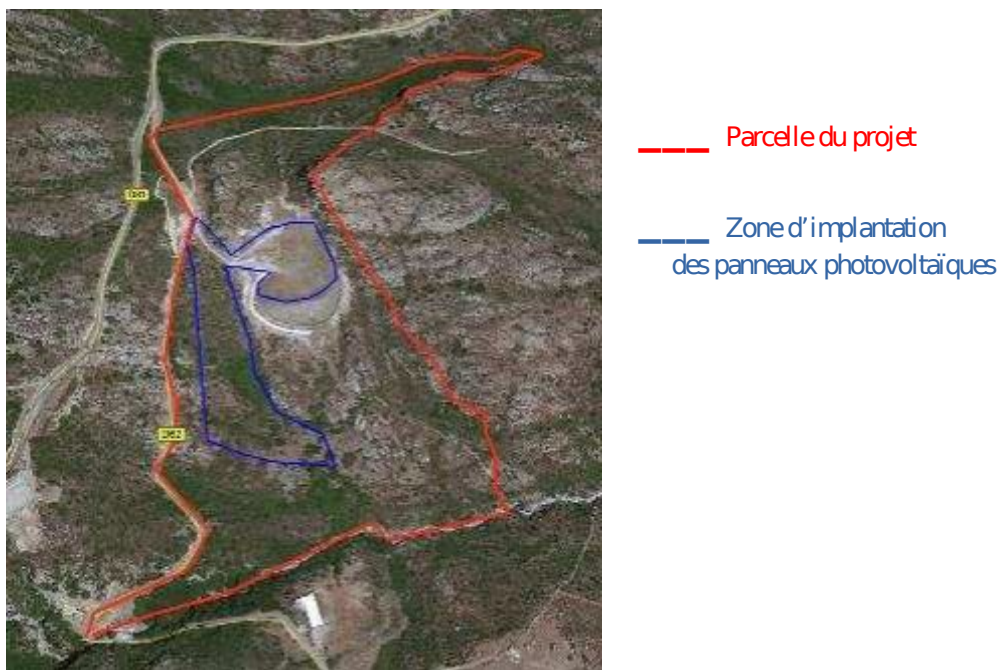 Parcelle du projet
Zone d'implantation
des panneaux photovoltaïques